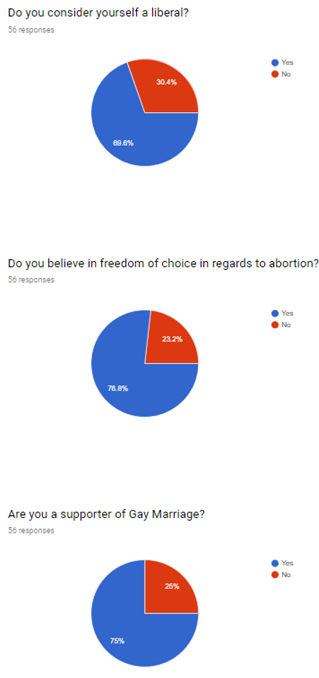 Do you consider yourself a liberal?
56 responses
Yes
No
30.4%
69.6%
Do you believe in freedom of choice in regards to abortion?
56 responses
Yes
No
23.2%
76.8%
Are you a supporter of Gay Marriage?
56 responses
Yes
No
25%
75%